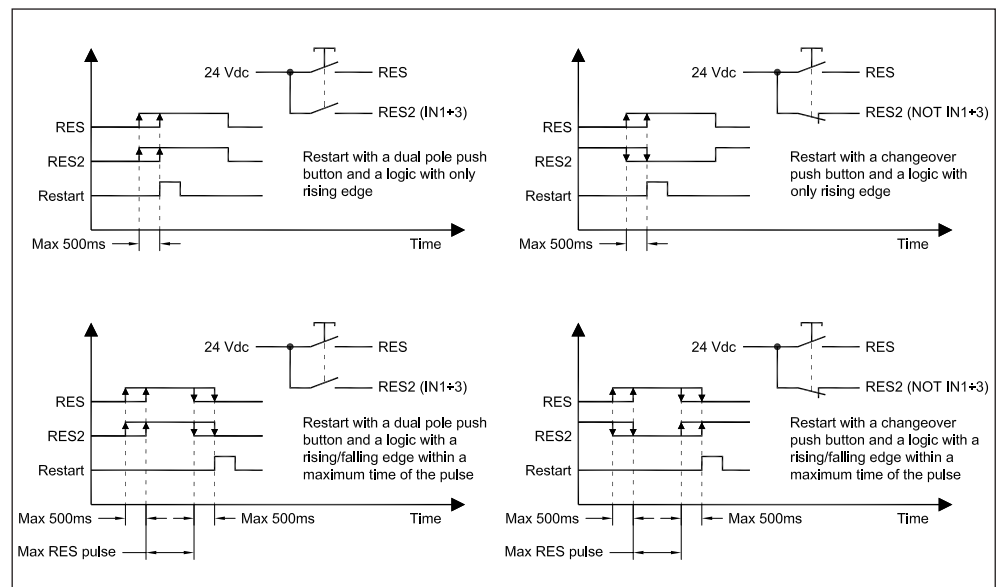 24 Vdc
RES
RES2 (IN1÷3)
RES
RES2
Restart
Restart with a dual pole push
button and a logic with only
rising edge
Max 500ms
Time
24 Vdc
RES
RES2 (NOT IN1÷3)
RES
RES2
Restart
Restart with a changeover
push button and a logic with
only rising edge
Max 500ms
Time
24 Vdc
RES
RES2 (IN1÷3)
RES
RES2
Restart
Restart with a dual pole push
button and a logic with a
rising/falling edge within a
maximum time of the pulse
Max 500ms
Max 500ms
Time
Max RES pulse
24 Vdc
RES
RES2 (NOT IN1÷3)
RES
RES2
Restart
Restart with a changeover
push button and a logic with a
rising/falling edge within a
maximum time of the pulse
Max 500ms
Max 500ms
Time
Max RES pulse